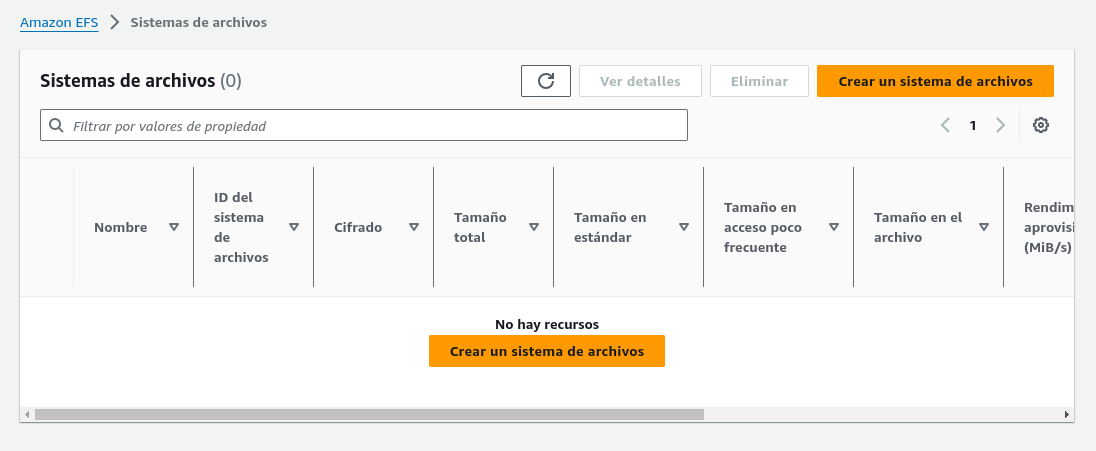 Amazon EFS
Sistemas de archivos
Sistemas de archivos (0)
Ver detalles
Eliminar
Crear un sistema de archivos
Filtrar por valores de propiedad
1
Nombre
ID del
sistema
de
archivos
Cifrado
Tamaño
total
Tamaño en
estándar
Tamaño en
acceso poco
frecuente
Tamaño en el
archivo
Rendim
aprovisi
(MiB/s)
No hay recursos
Crear un sistema de archivos